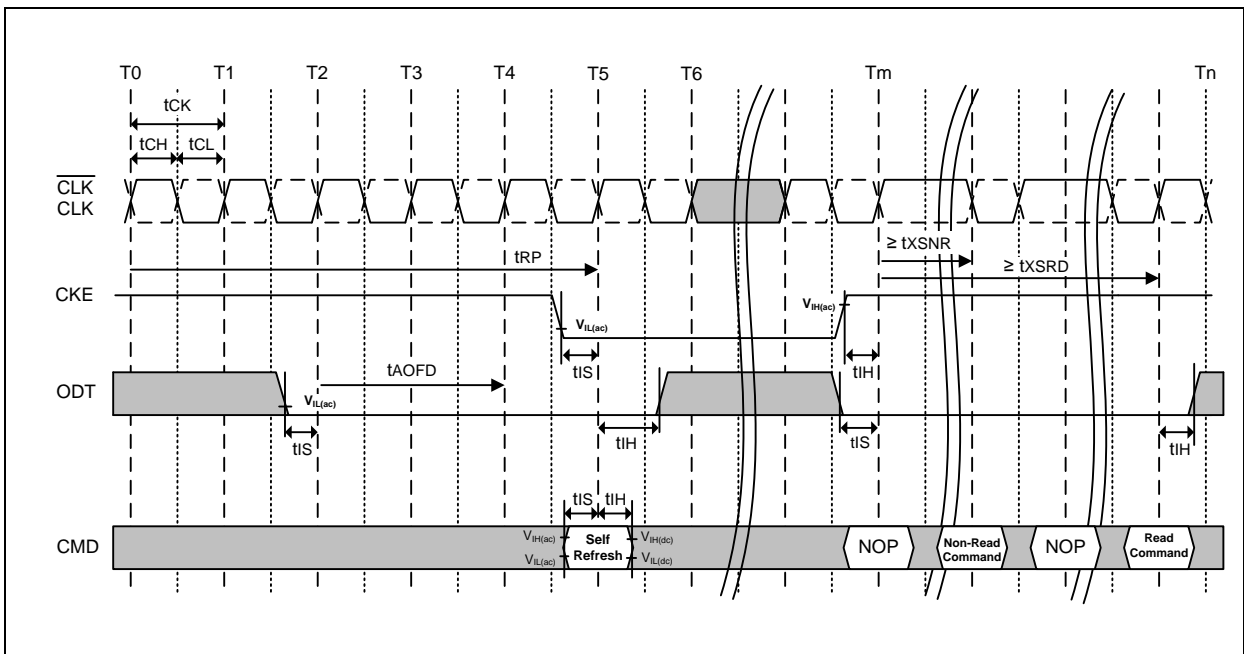 T0 T1 T2 T3 T4 T5 T6 Tm Tn
tCK
tCH tCL
CLK
CLK
≥ tXSNR
tRP
≥ tXSRD
CKE
VIH(ac)
VIL(ac)
tIS
tIH
tAOFD
ODT
VIL(ac)
tIS
tIH
tIS
tIH
tIS tIH
CMD
VIH(ac)
VIL(ac)
Self
Refresh
VIH(dc)
VIL(dc)
NOP
Non-Read
Command
NOP
Read
Command